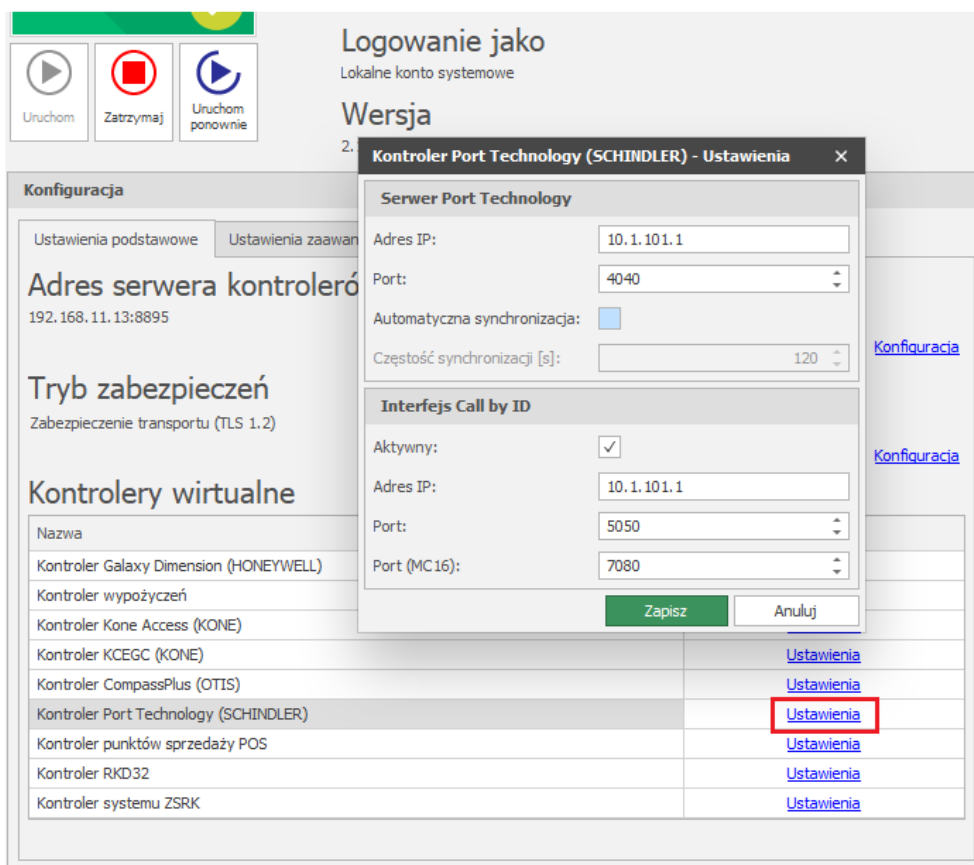 Logowanie jako
Lokalne konto systemowe
Uruchom
Zatrzymaj
Uruchom
ponownie
Wersja
2.
Kontroler Port Technology (SCHINDLER) - Ustawienia
Konfiguracja
Serwer Port Technology
Ustawienia podstawowe
Ustawienia zaawan
Adres IP:
10.1.101.1
Adres serwera kontroleró
192.168.11.13:8895
Port:
4040
Automatyczna synchronizacja:
Częstość synchronizacji [s]:
120
Konfiguracja
Tryb zabezpieczeń
Zabezpieczenie transportu (TLS 1.2)
Interfejs Call by ID
Aktywny:
Konfiguracja
Adres IP:
10.1.101.1
Port:
5050
Port (MC16):
7080
Zapisz
Anuluj
Kontrolery wirtualne
Nazwa
Kontroler Galaxy Dimension (HONEYWELL)
Kontroler wypożyczeń
Kontroler Kone Access (KONE)
Kontroler KCEGC (KONE) Ustawienia
Kontroler CompassPlus (OTIS) Ustawienia
Kontroler Port Technology (SCHINDLER) Ustawienia
Kontroler punktów sprzedaży POS Ustawienia
Kontroler RKD32 Ustawienia
Kontroler systemu ZSRK Ustawienia